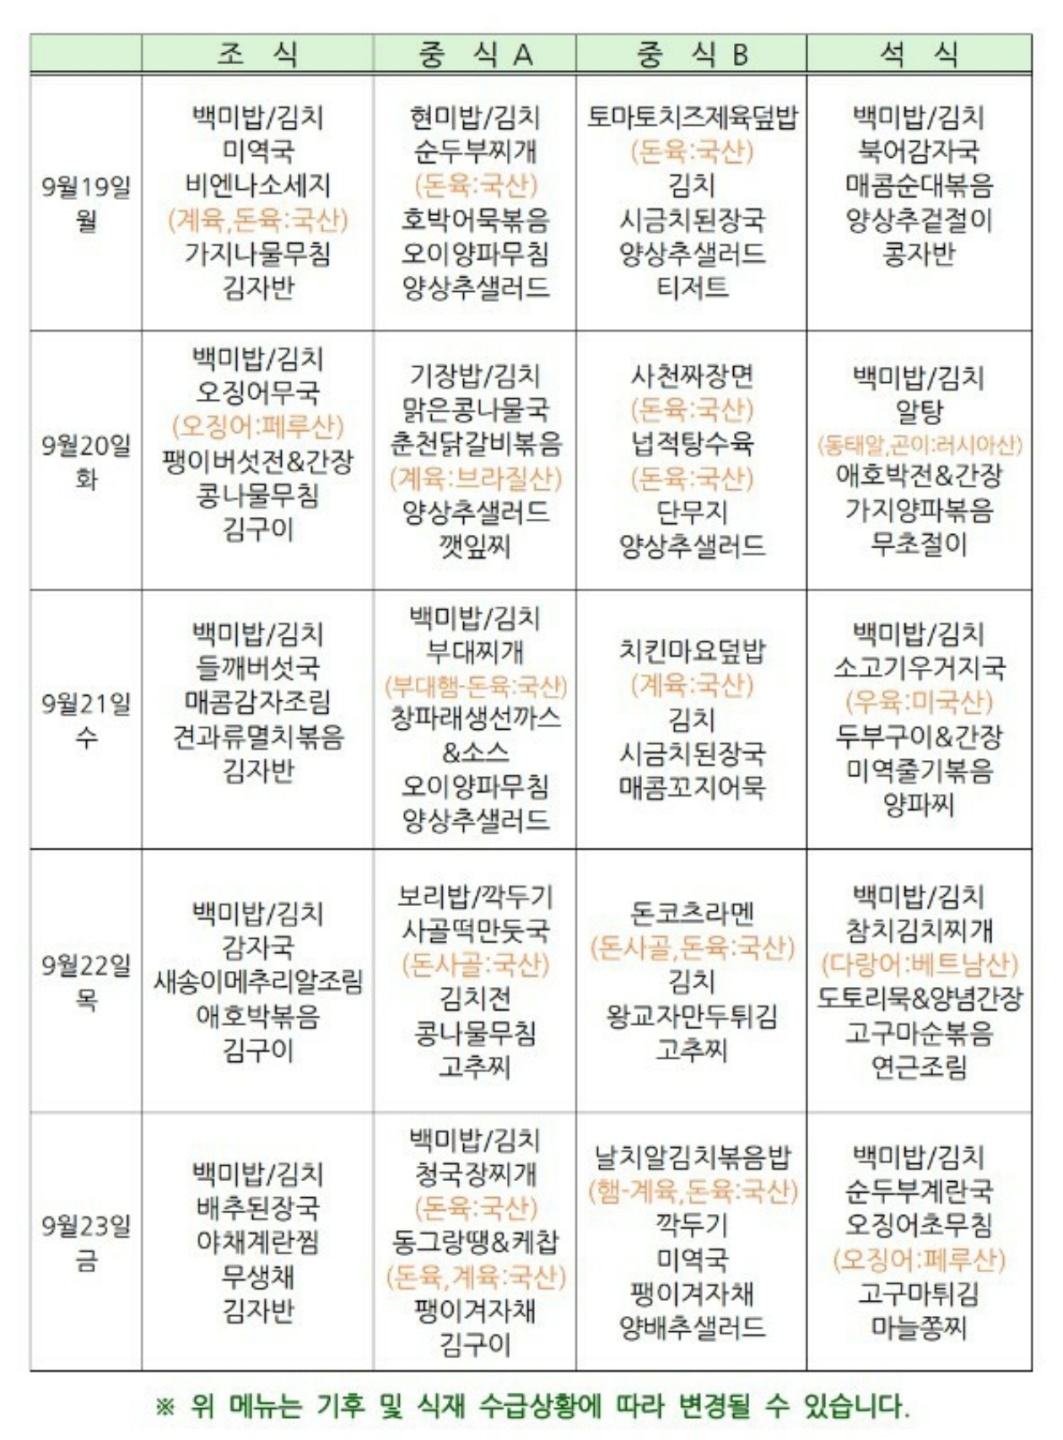 조 식
중 식 A
중 식 B
석 식
9월19일
월
백미밥/김치
미역국
비엔나소세지
(계육,돈육:국산)
가지나물무침
김자반
현미밥/김치
순두부찌개
(돈육:국산)
호박어묵볶음
오이양파무침
양상추샐러드
토마토치즈제육덮밥
(돈육:국산)
김치
시금치된장국
양상추샐러드
티저트
백미밥/김치
북어감자국
매콤순대볶음
양상추겉절이
콩자반
9월20일
화
백미밥/김치
오징어무국
(오징어:페루산)
팽이버섯전&간장
콩나물무침
김구이
기장밥/김치
맑은콩나물국
춘천닭갈비볶음
(계육:브라질산)
양상추샐러드
깻잎찌
사천짜장면
(돈육:국산)
넙적탕수육
(돈육:국산)
단무지
양상추샐러드
백미밥/김치
알탕
(동태알,곤이:러시아산)
애호박전&간장
가지양파볶음
무초절이
9월21일
수
백미밥/김치
들깨버섯국
매콤감자조림
견과류멸치볶음
김자반
백미밥/김치
부대찌개
(부대햄-돈육:국산)
창파래생선까스
&소스
오이양파무침
양상추샐러드
치킨마요덮밥
(계육:국산)
김치
시금치된장국
매콤꼬지어묵
백미밥/김치
소고기우거지국
(우육:미국산)
두부구이&간장
미역줄기볶음
양파찌
9월22일
목
백미밥/김치
감자국
새송이메추리알조림
애호박볶음
김구이
보리밥/깍두기
사골떡만둣국
(돈사골:국산)
김치전
콩나물무침
고추찌
돈코츠라멘
(돈사골,돈육:국산)
김치
왕교자만두튀김
고추찌
백미밥/김치
참치김치찌개
(다랑어:베트남산)
도토리묵&양념간장
고구마순볶음
연근조림
9월23일
금
백미밥/김치
배추된장국
야채계란찜
무생채
김자반
백미밥/김치
청국장찌개
(돈육:국산)
동그랑땡&케찹
(돈육,계육:국산)
팽이겨자채
김구이
날치알김치볶음밥
(햄-계육,돈육:국산)
깍두기
미역국
팽이겨자채
양배추샐러드
백미밥/김치
순두부계란국
오징어초무침
(오징어:페루산)
고구마튀김
마늘쫑찌
※ 위 메뉴는 기후 및 식재 수급상황에 따라 변경될 수 있습니다.